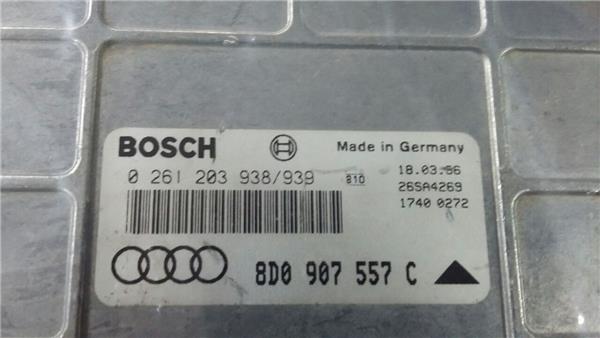 BOSCH Made in Germany
0 261 203 938/939 810 18.03.96
26SA4269
1740 0272
8D0 907 557 C